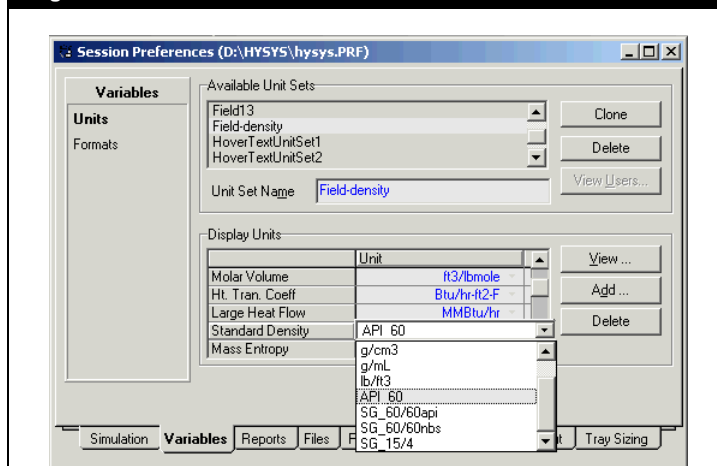 Session Preferences (D:\HYSYS\hysys.PRF)
Variables
Units
Formats
Available Unit Sets
Field13
Field-density
HoverTextUnitSet1
HoverTextUnitSet2
Unit Set Name Field-density
Clone
Delete
View Users...
Display Units
Unit
Molar Volume ft3/lbmole
Ht. Tran. Coeff Btu/hr-ft2-F
Large Heat Flow MMBtu/hr
Standard Density API_60
Mass Entropy
g/cm3
g/mL
lb/ft3
API_60
SG_60/60api
SG_60/60nbs
SG_15/4
View ...
Add ...
Delete
Simulation Variables Reports Files Tray Sizing